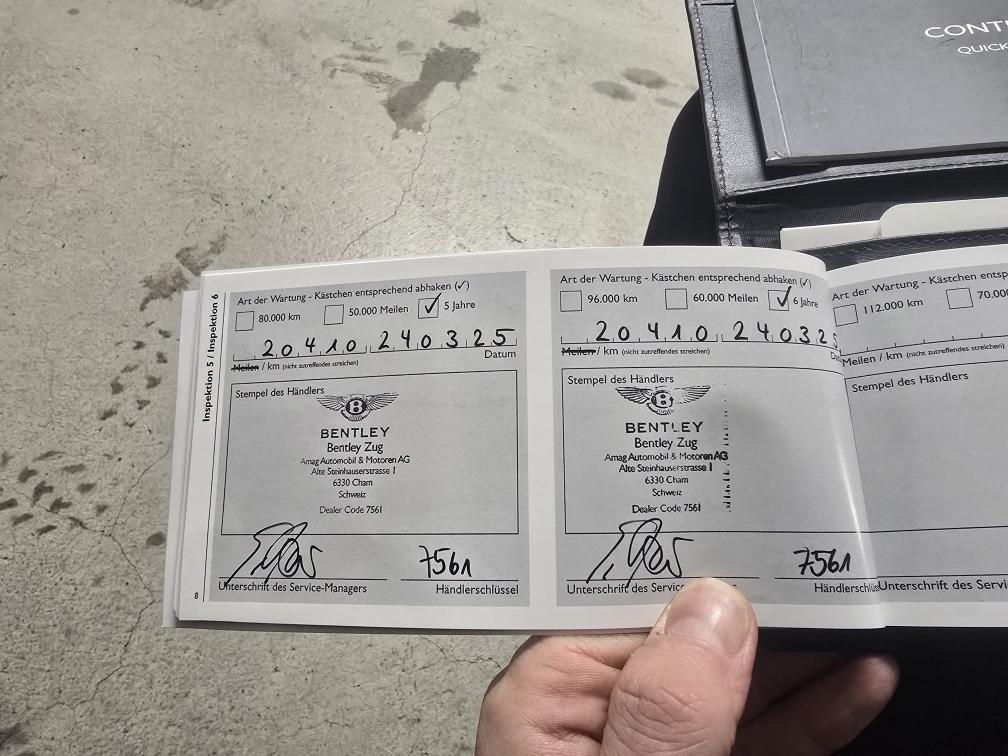 CONT
QUICK
Inspektion 5 / Inspektion 6
Art der Wartung - Kästchen entsprechend abhaken (✓)
80.000 km 50.000 Meilen ✓ 5 Jahre
20410 240325
Meilen / km (nicht zutreffendes streichen) Datum
Stempel des Händlers
B
BENTLEY
Bentley Zug
Amag Automobil & Motoren AG
Alte Steinhauserstrasse 1
6330 Cham
Schweiz
Dealer Code 7561
7561
Unterschrift des Service-Managers Händlerschlüssel
8
Art der Wartung - Kästchen entsprechend abhaken (✓)
96.000 km 60.000 Meilen ✓ 6 Jahre
20410 240325
Meilen / km (nicht zutreffendes streichen) D
Stempel des Händlers
B
BENTLEY
Bentley Zug
Amag Automobil & Motoren AG
Alte Steinhauserstrasse 1
6330 Cham
Schweiz
Dealer Code 7561
7561
Unterschrift des Servic Händlerschlüs
Art der Wartung - Kästchen entsp
112.000 km 70.00
Meilen / km (nicht zutreffendes streichen)
Stempel des Händlers
Unterschrift des Servi